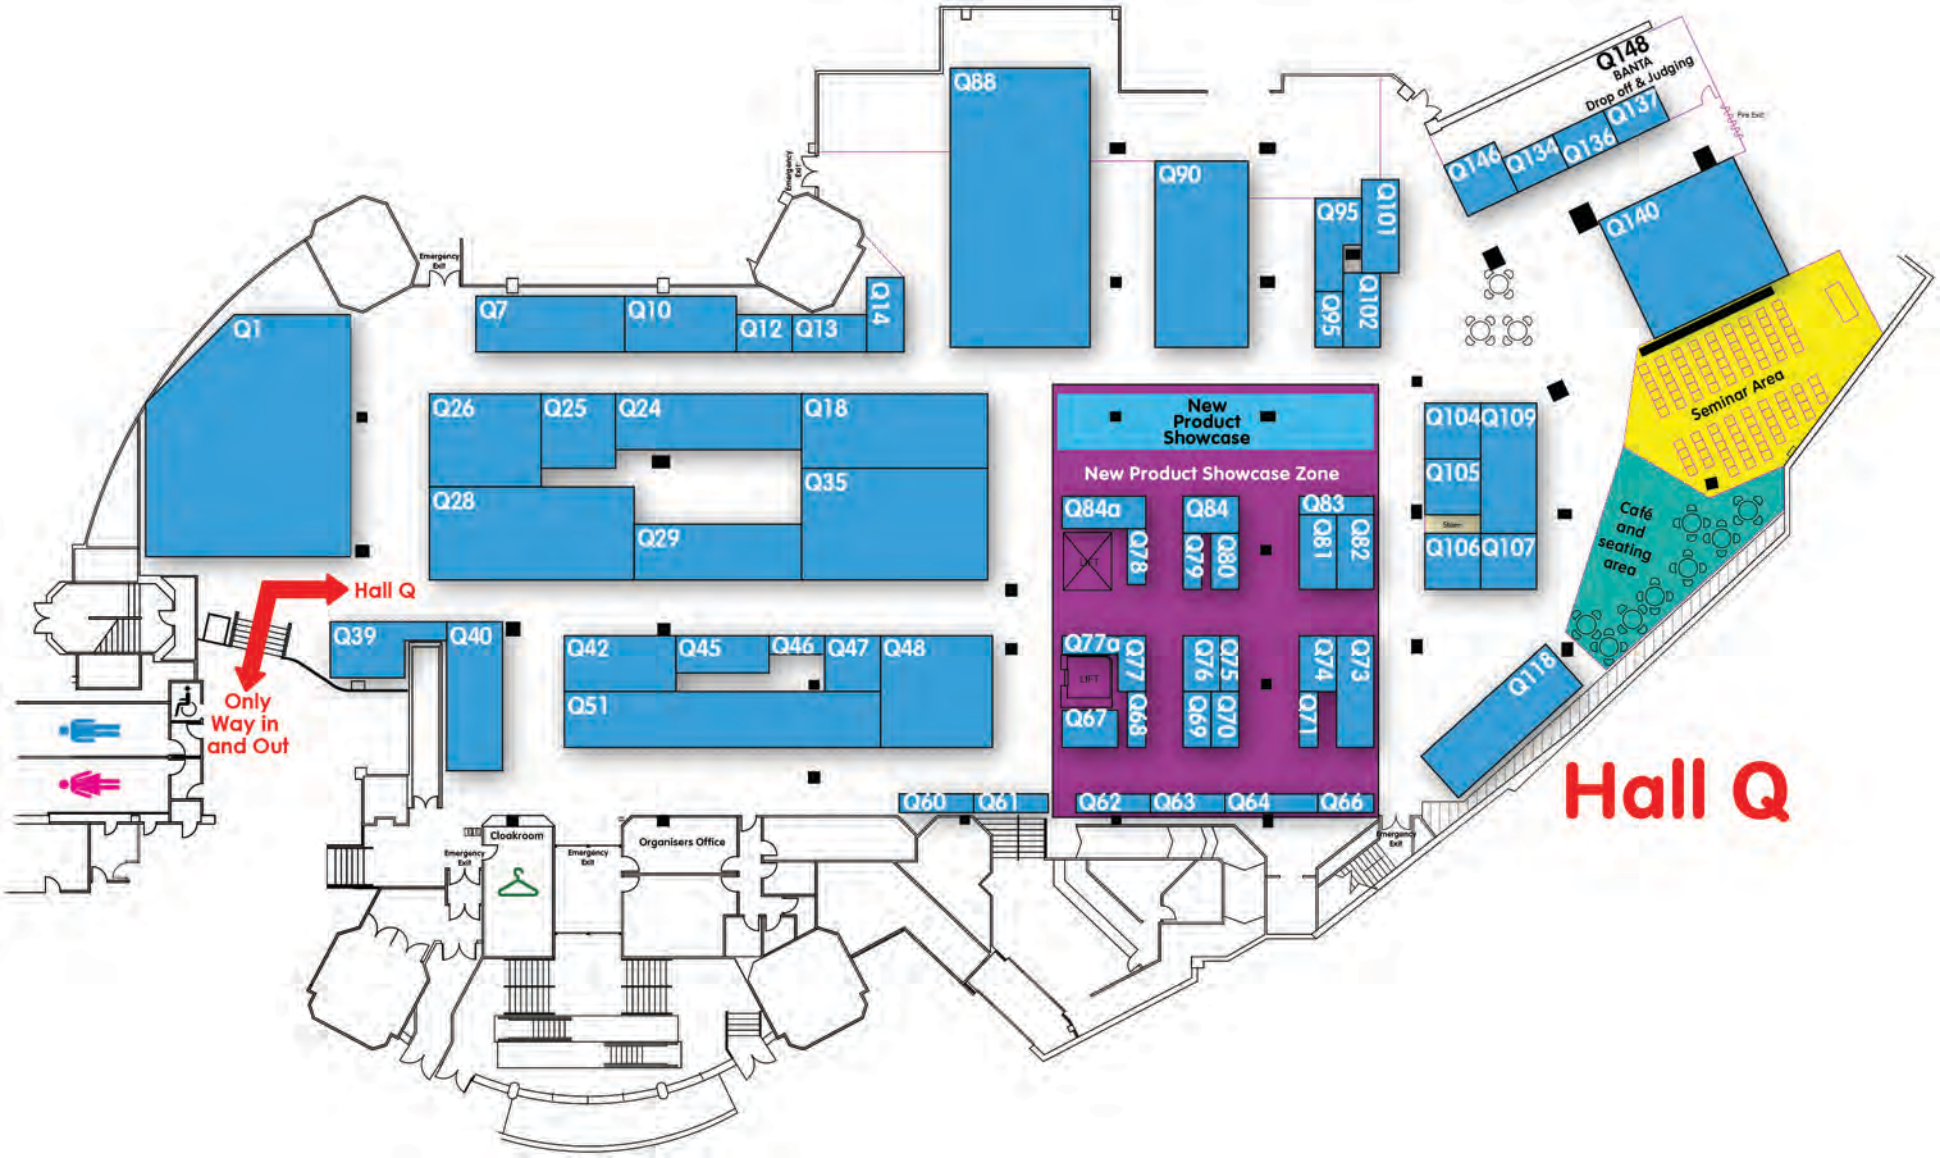 Q148
BANTA
Drop off & Judging
Fire Exit
Q88
Q90
Q95
Q101
Q95
Q102
Q146
Q134
Q136
Q137
Q140
Emergency
Exit
Emergency
Exit
Q1
Q7
Q10
Q12
Q13
Q14
Q26
Q25
Q24
Q18
Q28
Q29
Q35
New
Product
Showcase
New Product Showcase Zone
Q84a
Q84
Q83
LIFT
Q78
Q79
Q80
Q81
Q82
Q104
Q109
Q105
Store
Q106
Q107
Seminar Area
Café
and
seating
area
Hall Q
Only
Way in
and Out
Q39
Q40
Q42
Q45
Q46
Q47
Q48
Q51
Q77a
Q77
Q76
Q75
Q74
Q73
LIFT
Q67
Q68
Q69
Q70
Q71
Q118
Q60
Q61
Q62
Q63
Q64
Q66
Hall Q
Cloakroom
Organisers Office
Emergency
Exit
Emergency
Exit
Emergency
Exit